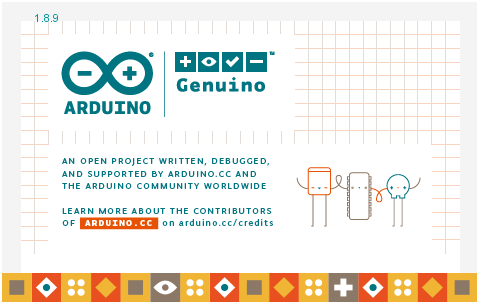 1.8.9
ARDUINO
Genuino
™
AN OPEN PROJECT WRITTEN, DEBUGGED,
AND SUPPORTED BY ARDUINO.CC AND
THE ARDUINO COMMUNITY WORLDWIDE
LEARN MORE ABOUT THE CONTRIBUTORS
OF ARDUINO.CC on arduino.cc/credits